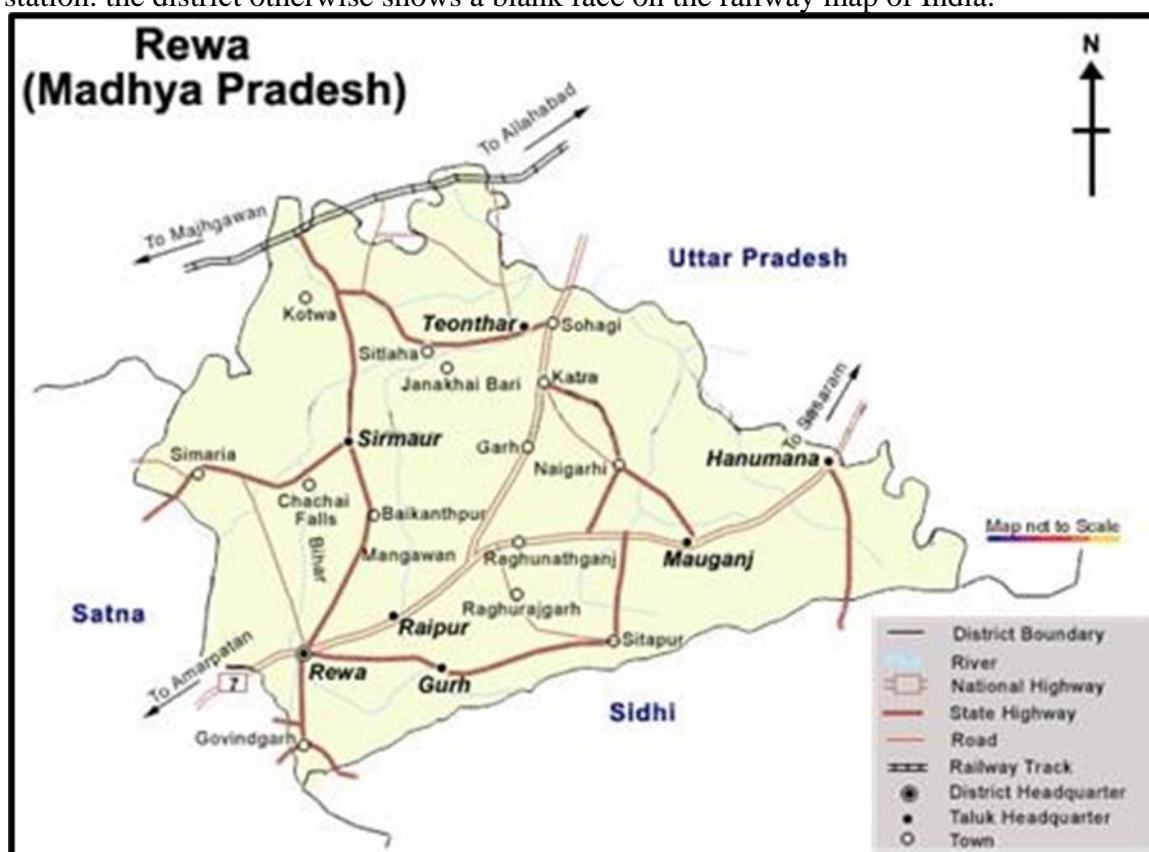 station. the district otherwise shows a blank face on the railway map of India.
Rewa
(Madhya Pradesh)
N
To Allahabad
To Majhgawan
Uttar Pradesh
Kotwa
Teonthar
Sohagi
Sitlaha
Janakhai Bari
Katra
To Sasaram
Sirmaur
Garh
Naigarhi
Hanumana
Simaria
Chachai
Falls
Baikanthpur
Bihar
Mangawan
Raghunathganj
Mauganj
Map not to Scale
Satna
Raghurajgarh
Raipur
Sitapur
To Amarpatan
7
Rewa
Gurh
Sidhi
Govindgarh
District Boundary
River
National Highway
State Highway
Road
Railway Track
District Headquarter
Taluk Headquarter
Town